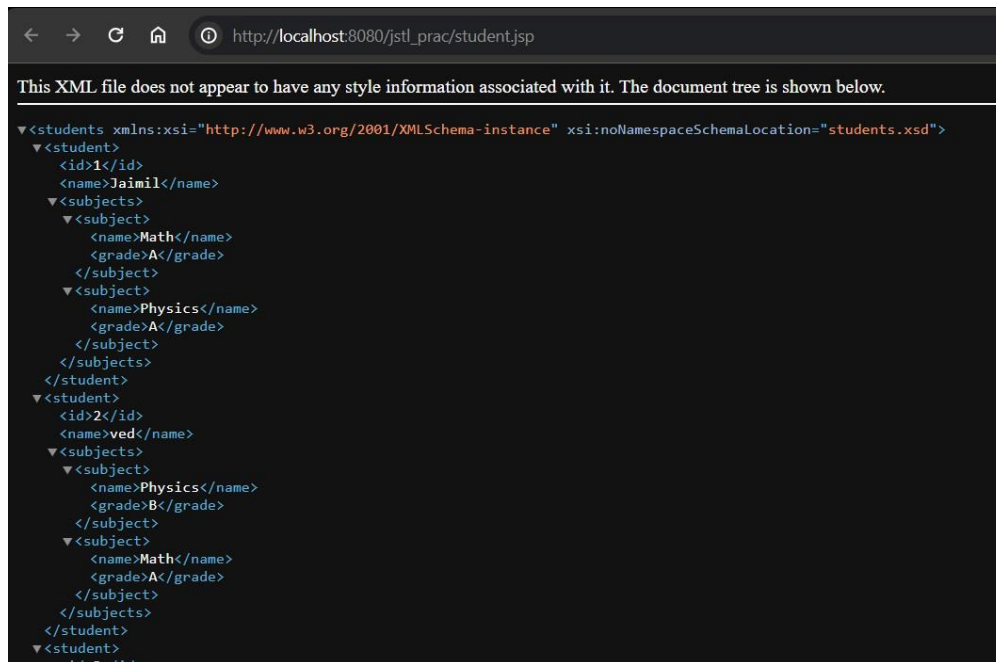 http://localhost:8080/jstl_prac/student.jsp
This XML file does not appear to have any style information associated with it. The document tree is shown below.
▼<students xmlns:xsi="http://www.w3.org/2001/XMLSchema-instance" xsi:noNamespaceSchemaLocation="students.xsd">
▼<student>
<id>1</id>
<name>Jaimil</name>
▼<subjects>
▼<subject>
<name>Math</name>
<grade>A</grade>
</subject>
▼<subject>
<name>Physics</name>
<grade>A</grade>
</subject>
</subjects>
</student>
▼<student>
<id>2</id>
<name>ved</name>
▼<subjects>
▼<subject>
<name>Physics</name>
<grade>B</grade>
</subject>
▼<subject>
<name>Math</name>
<grade>A</grade>
</subject>
</subjects>
</student>
▼<student>